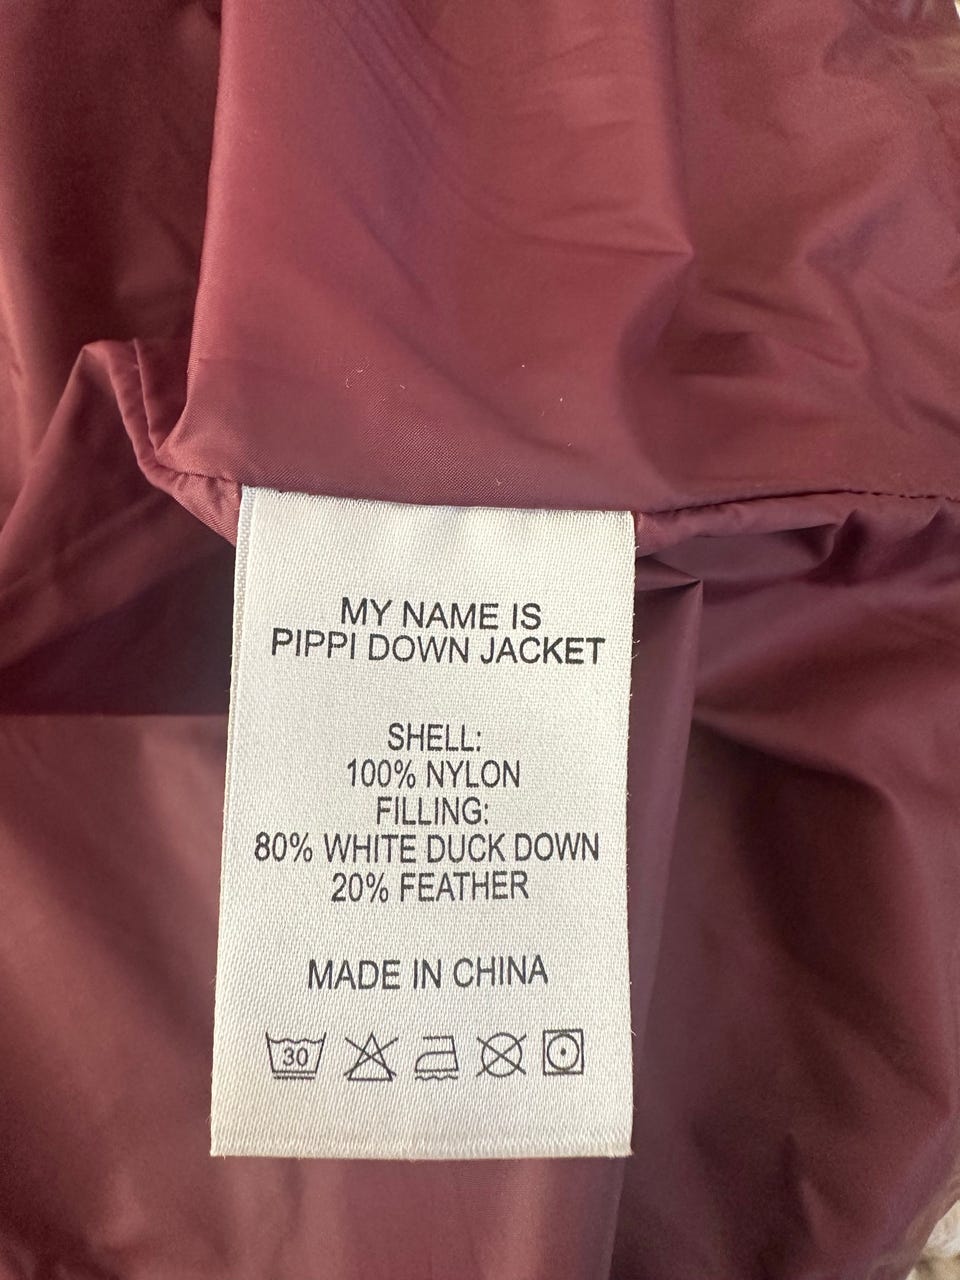 MY NAME IS
PIPPI DOWN JACKET
SHELL:
100% NYLON
FILLING:
80% WHITE DUCK DOWN
20% FEATHER
MADE IN CHINA
30